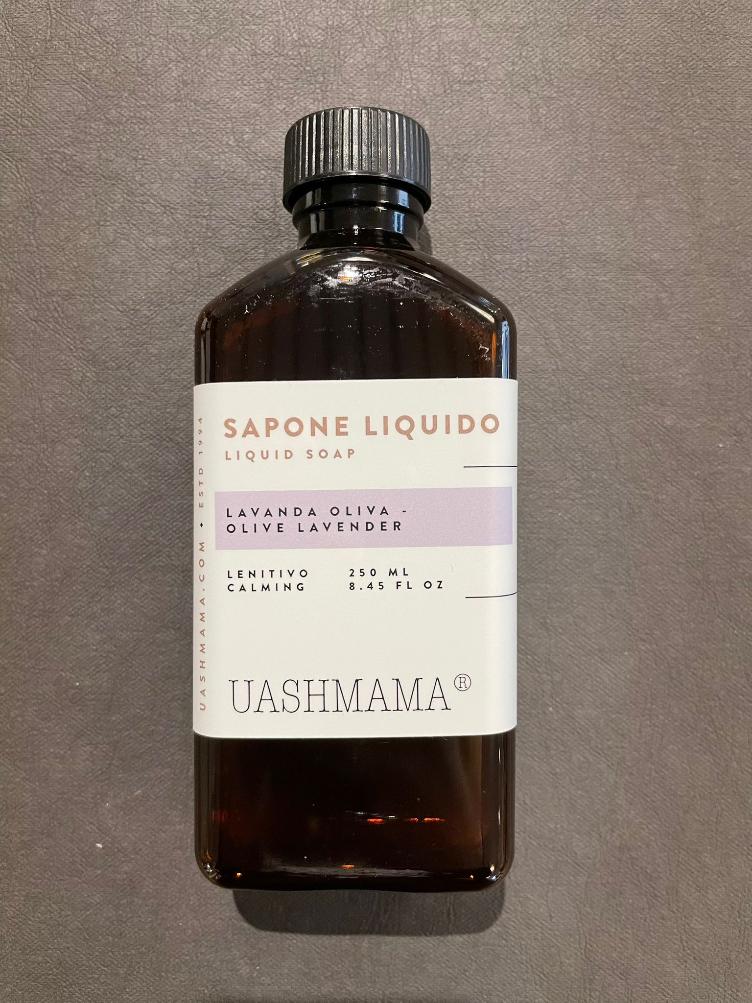 SAPONE LIQUIDO
LIQUID SOAP
LAVANDA OLIVA -
OLIVE LAVENDER
LENITIVO 250 ML
CALMING 8.45 FL OZ
UASHMAMA®
UASHMAMA.COM • ESTD 1994